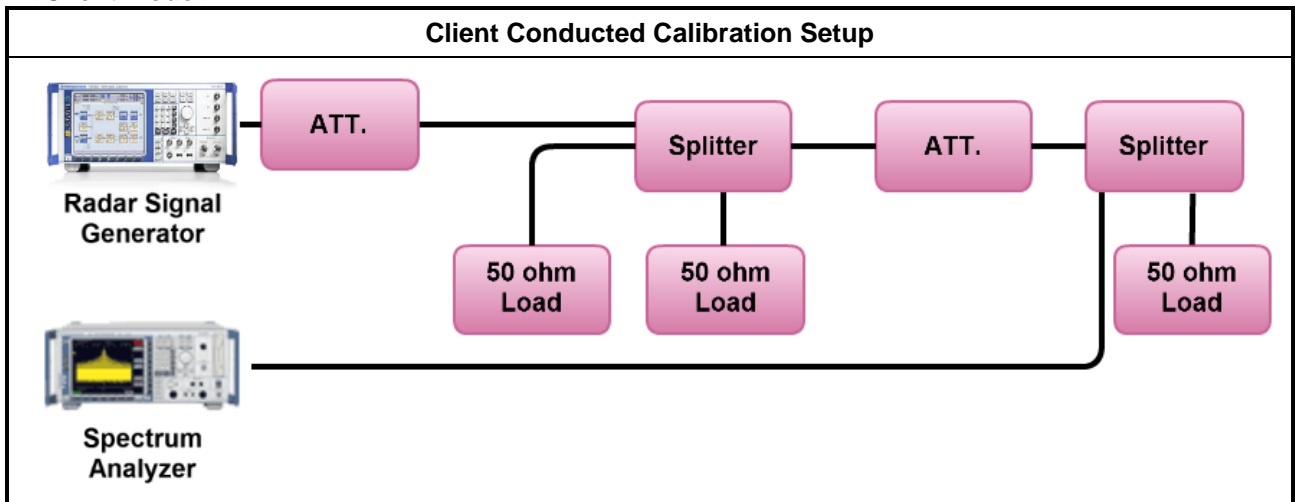 Client Conducted Calibration Setup
ATT.
Splitter
ATT.
Splitter
Radar Signal
Generator
50 ohm
Load
50 ohm
Load
50 ohm
Load
Spectrum
Analyzer